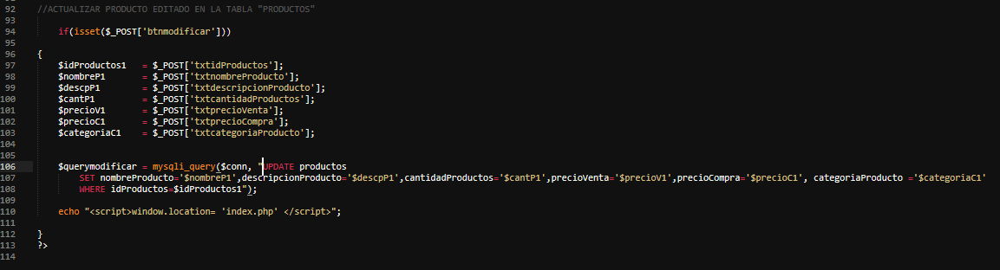 92 //ACTUALIZAR PRODUCTO EDITADO EN LA TABLA "PRODUCTOS"
93
94 if(isset($_POST['btnmodificar']))
95
96 {
97 $idProductos1 = $_POST['txtidProductos'];
98 $nombreP1 = $_POST['txtnombreProducto'];
99 $descpP1 = $_POST['txtdescripcionProducto'];
100 $cantP1 = $_POST['txtcantidadProductos'];
101 $precioV1 = $_POST['txtprecioVenta'];
102 $precioC1 = $_POST['txtprecioCompra'];
103 $categoriaC1 = $_POST['txtcategoriaProducto'];
104
105
106 $querymodificar = mysqli_query($conn, "UPDATE productos
107 SET nombreProducto='$nombreP1',descripcionProducto='$descpP1',cantidadProductos='$cantP1',precioVenta='$precioV1',precioCompra='$precioC1', categoriaProducto ='$categoriaC1'
108 WHERE idProductos=$idProductos1");
109
110 echo "<script>window.location= 'index.php' </script>";
111
112 }
113 ?>
114